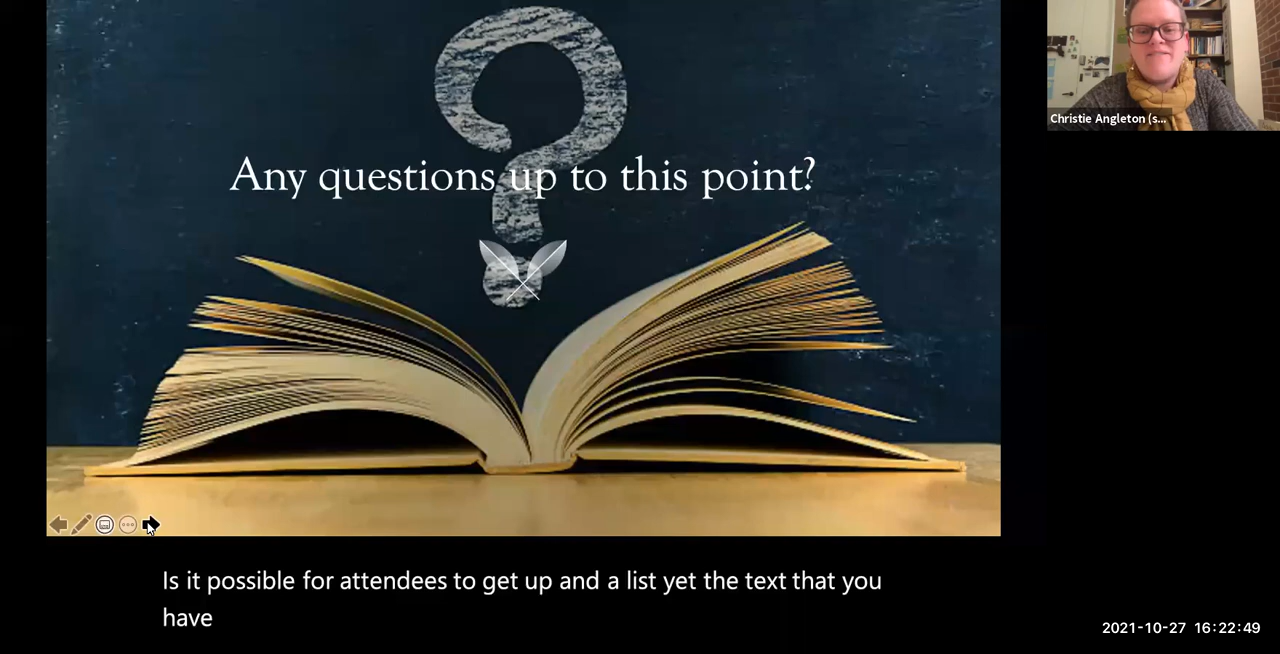 Any questions up to this point?
Christie Angleton (s...
Is it possible for attendees to get up and a list yet the text that you
have
2021-10-27 16:22:49